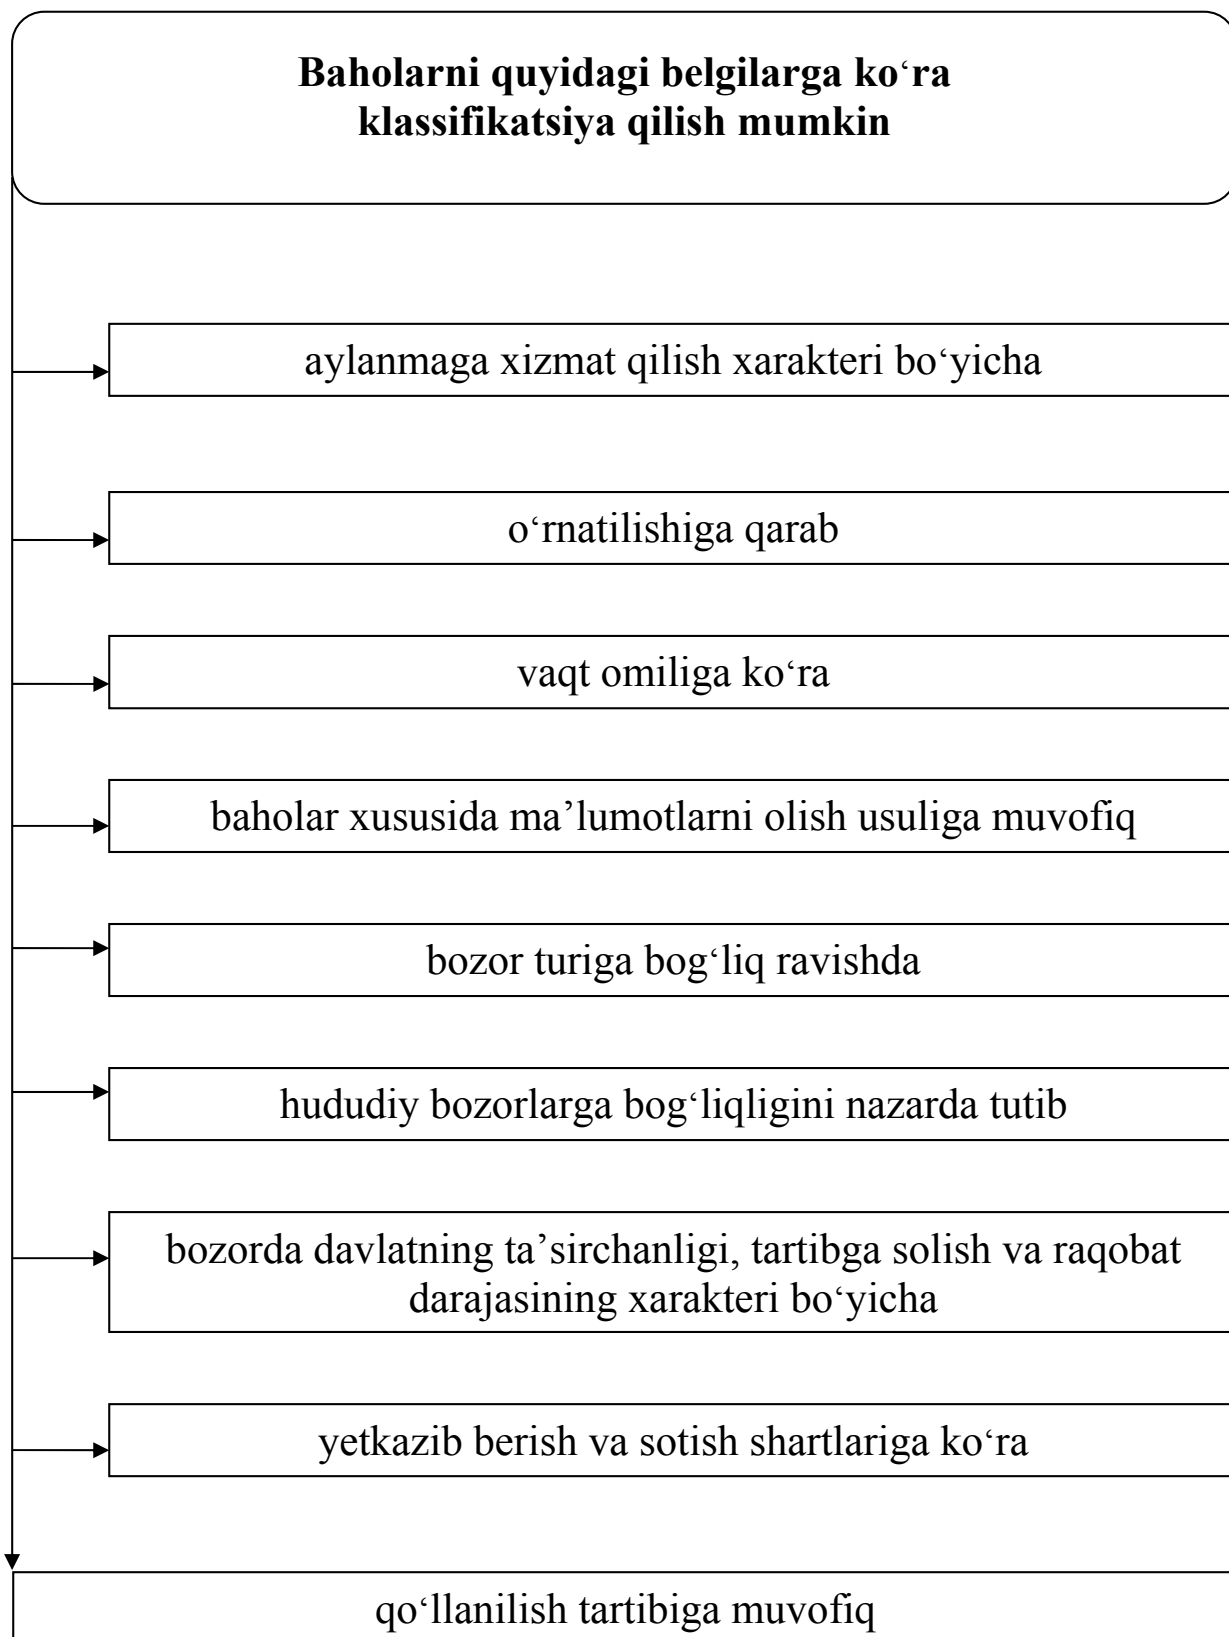 Baholarni quyidagi belgilarga ko‘ra
klassifikatsiya qilish mumkin
aylanmaga xizmat qilish xarakteri bo‘yicha
o‘rnatilishiga qarab
vaqt omiliga ko‘ra
baholar xususida ma’lumotlarni olish usuliga muvofiq
bozor turiga bog‘liq ravishda
hududiy bozorlarga bog‘liqligini nazarda tutib
bozorda davlatning ta’sirchanligi, tartibga solish va raqobat
darajasining xarakteri bo‘yicha
yetkazib berish va sotish shartlariga ko‘ra
qo‘llanilish tartibiga muvofiq